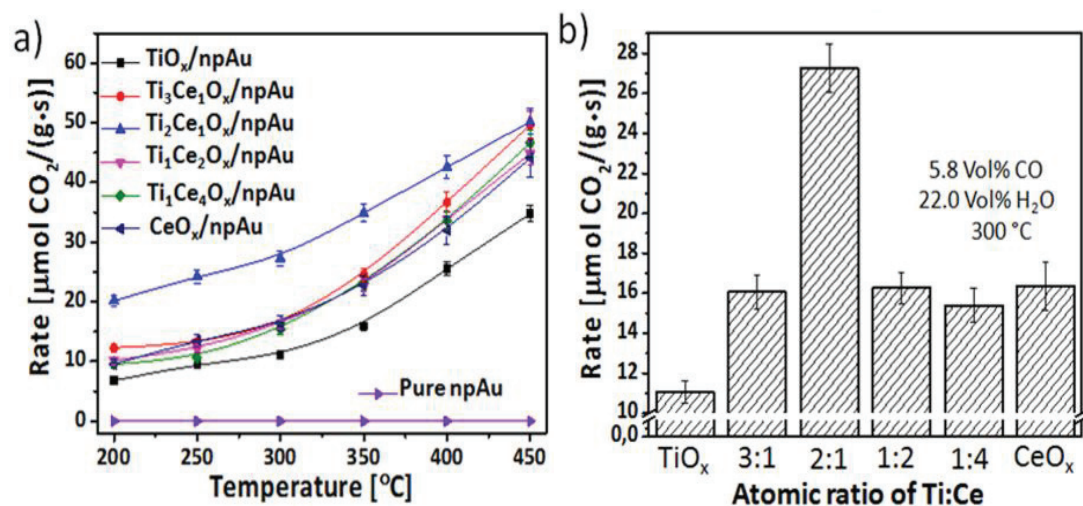 a)
Rate [µmol CO₂/(g•s)]
60
50
40
30
20
10
0
TiOₓ/npAu
Ti₃Ce₁Oₓ/npAu
Ti₂Ce₁Oₓ/npAu
Ti₁Ce₂Oₓ/npAu
Ti₁Ce₄Oₓ/npAu
CeOₓ/npAu
Pure npAu
200 250 300 350 400 450
Temperature [°C]
b)
Rate [µmol CO₂/(g•s)]
28
26
24
22
20
18
16
14
11
10
0,0
5.8 Vol% CO
22.0 Vol% H₂O
300 °C
TiOₓ 3:1 2:1 1:2 1:4 CeOₓ
Atomic ratio of Ti:Ce